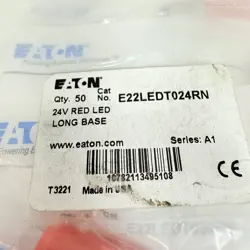 EATON
Qty. 50 Cat No. E22LEDT024RN
24V RED LED
LONG BASE
www.eaton.com Series: A1
10782113495108
T3221 Made in USA